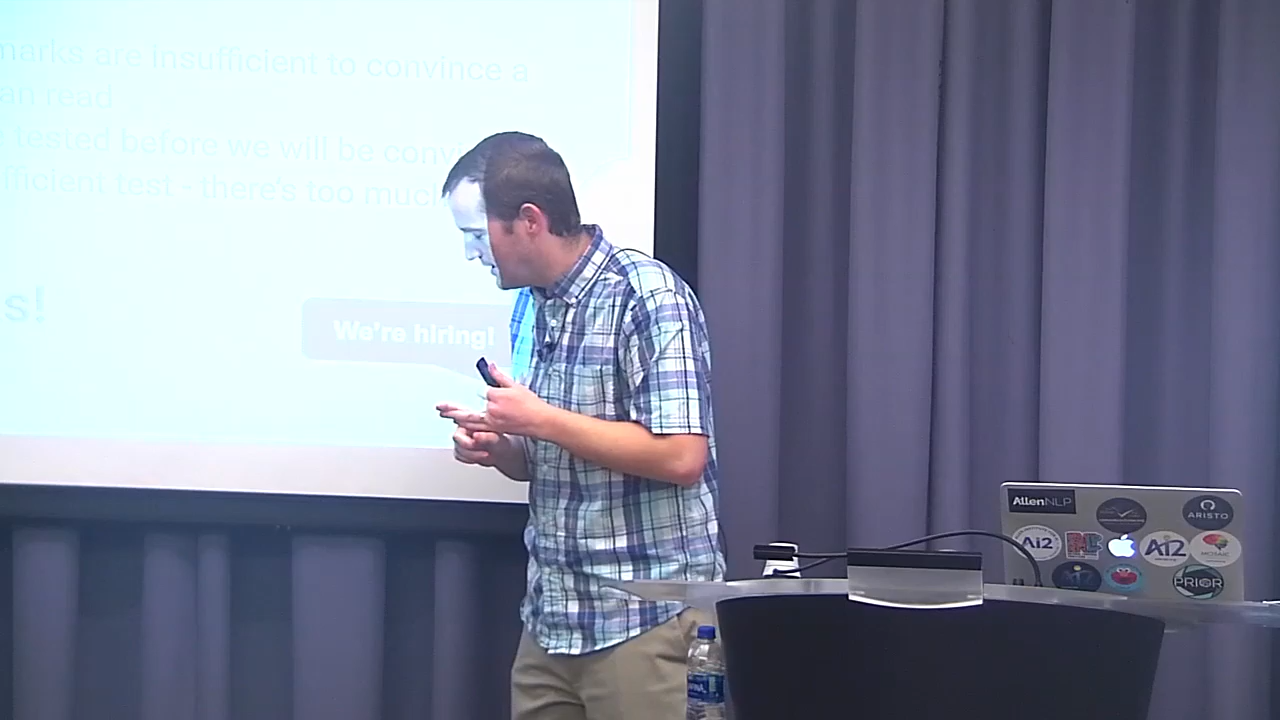 marks are insufficient to convince a
an read
tested before we will be convi
fficient test - there's too much
s!
We're hiring!
AllenNLP
ARISTO
Ai2
AI2
MOSAIC
PRIOR